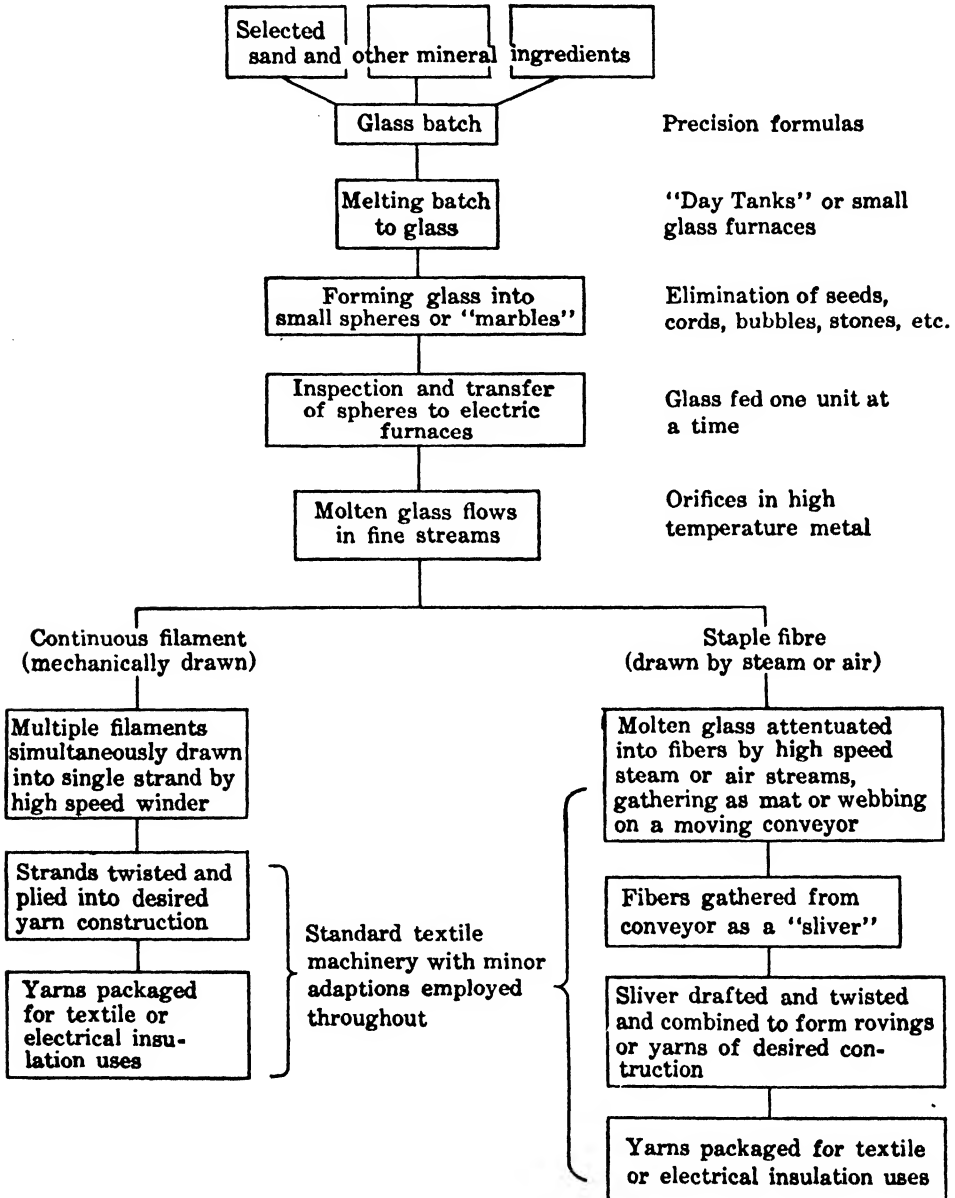 Selected
sand and other mineral ingredients
Glass batch
Precision formulas
Melting batch
to glass
"Day Tanks" or small
glass furnaces
Forming glass into
small spheres or "marbles"
Elimination of seeds,
cords, bubbles, stones, etc.
Inspection and transfer
of spheres to electric
furnaces
Glass fed one unit at
a time
Molten glass flows
in fine streams
Orifices in high
temperature metal
Continuous filament
(mechanically drawn)
Multiple filaments
simultaneously drawn
into single strand by
high speed winder
Strands twisted and
plied into desired
yarn construction
Yarns packaged
for textile or
electrical insu-
lation uses
Standard textile
machinery with minor
adaptions employed
throughout
Staple fibre
(drawn by steam or air)
Molten glass attentuated
into fibers by high speed
steam or air streams,
gathering as mat or webbing
on a moving conveyor
Fibers gathered from
conveyor as a "sliver"
Sliver drafted and twisted
and combined to form rovings
or yarns of desired con-
truction
Yarns packaged for textile
or electrical insulation uses